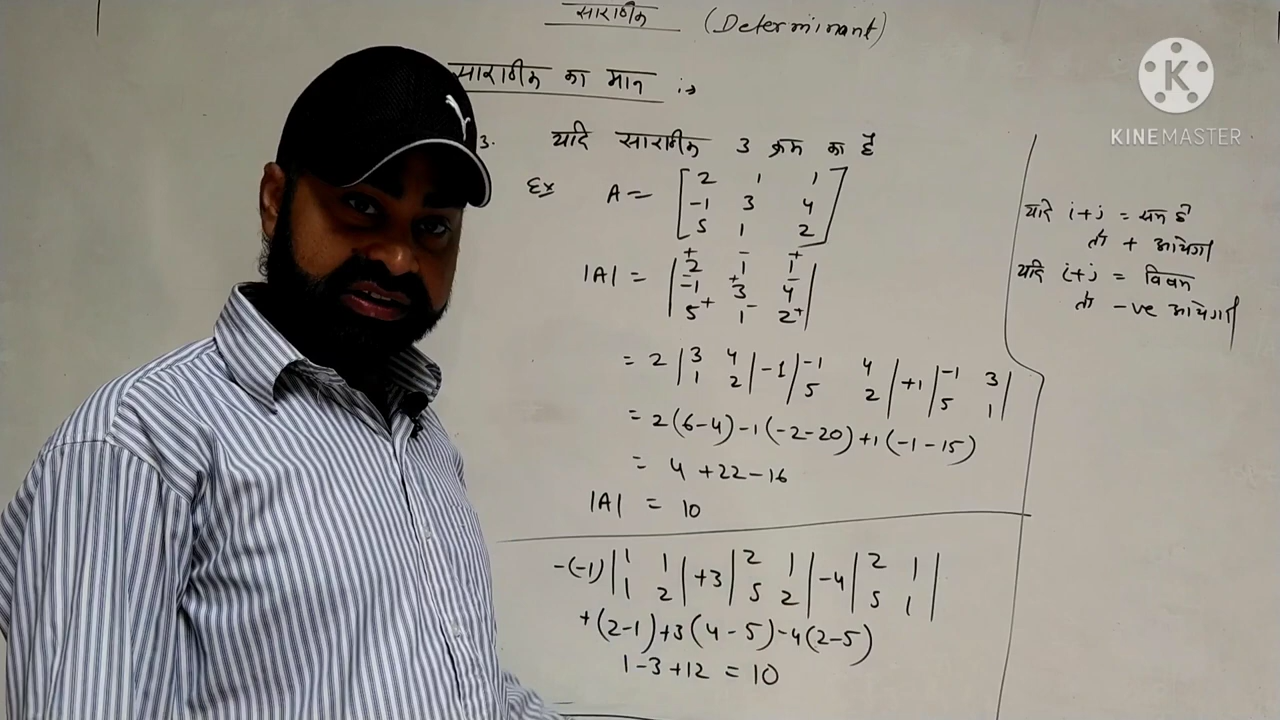 सारणिक (Determinant)
सारणिक का मान :→
3. यदि सारणिक 3 क्रम का है
Ex A = [2 1 1
-1 3 4
5 1 2]
|A| = |2 1 1
-1 3 4
5 1 2|
+ - +
- + -
+ - +
= 2 |3 4 / 1 2| -1 |-1 4 / 5 2| +1 |-1 3 / 5 1|
= 2(6-4)-1(-2-20)+1(-1-15)
= 4 +22-16
|A| = 10
-(-1) |1 1 / 1 2| +3 |2 1 / 5 2| -4 |2 1 / 5 1|
+(2-1)+3(4-5)-4(2-5)
1-3+12 = 10
यदि i+j = सम है
तो + आयेगा
यदि i+j = विषम
तो -ve आयेगा
K
KINEMASTER